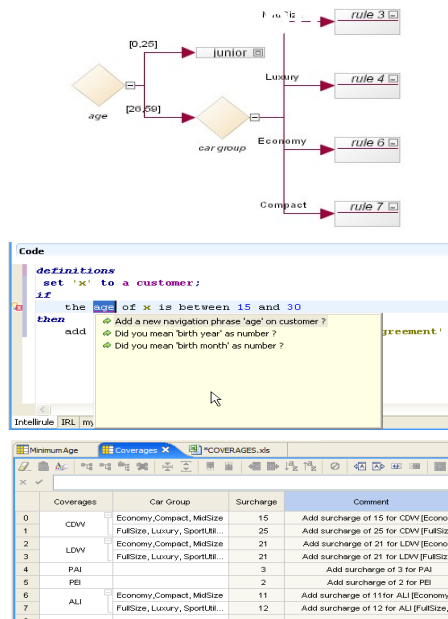 rule 3
[0,25]
junior
Luxury
rule 4
[26,59]
age
car group
Economy
rule 6
Compact
rule 7
Code
definitions
set 'x' to a customer;
if
the age of x is between 15 and 30
then
add
greement'
Add a new navigation phrase 'age' on customer ?
Did you mean 'birth year' as number ?
Did you mean 'birth month' as number ?
Intellirule IRL my
MinimumAge Coverages *COVERAGES.xls
Coverages Car Group Surcharge Comment
0 CDW Economy,Compact, MidSize 15 Add surcharge of 15 for CDW [Econo
1 FullSize, Luxury, SportUtil... 25 Add surcharge of 25 for CDW [FullSiz
2 LDW Economy,Compact, MidSize 21 Add surcharge of 21 for LDW [Econo
3 FullSize, Luxury, SportUtil... 21 Add surcharge of 21 for LDW [FullSiz
4 PAI 3 Add surcharge of 3 for PAI
5 PEI 2 Add surcharge of 2 for PEI
6 ALI Economy,Compact, MidSize 11 Add surcharge of 11for ALI [Economy
7 FullSize, Luxury, SportUtil... 12 Add surcharge of 12 for ALI [FullSize,